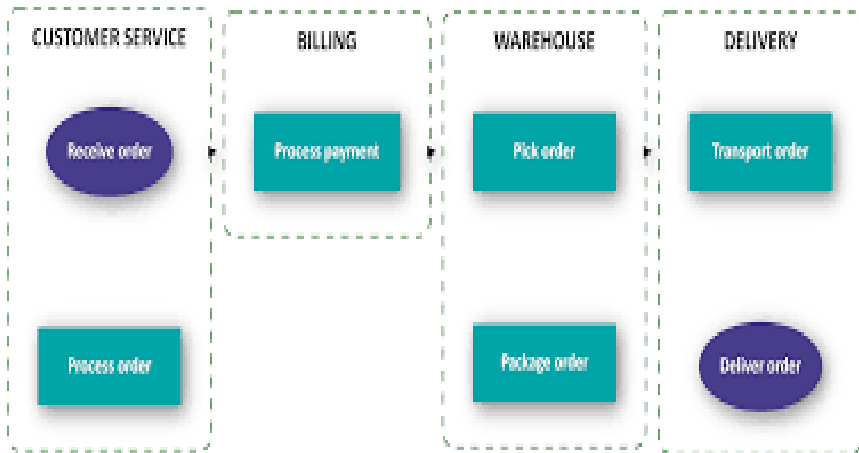 CUSTOMER SERVICE
BILLING
WAREHOUSE
DELIVERY
Receive order
Process payment
Pick order
Transport order
Process order
Package order
Deliver order